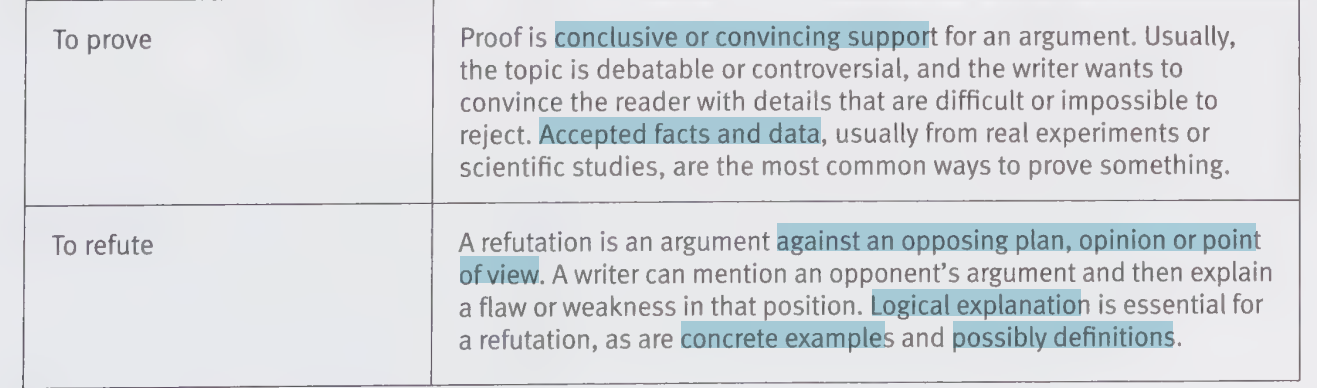 To prove
Proof is conclusive or convincing support for an argument. Usually,
the topic is debatable or controversial, and the writer wants to
convince the reader with details that are difficult or impossible to
reject. Accepted facts and data, usually from real experiments or
scientific studies, are the most common ways to prove something.
To refute
A refutation is an argument against an opposing plan, opinion or point
of view. A writer can mention an opponent's argument and then explain
a flaw or weakness in that position. Logical explanation is essential for
a refutation, as are concrete examples and possibly definitions.